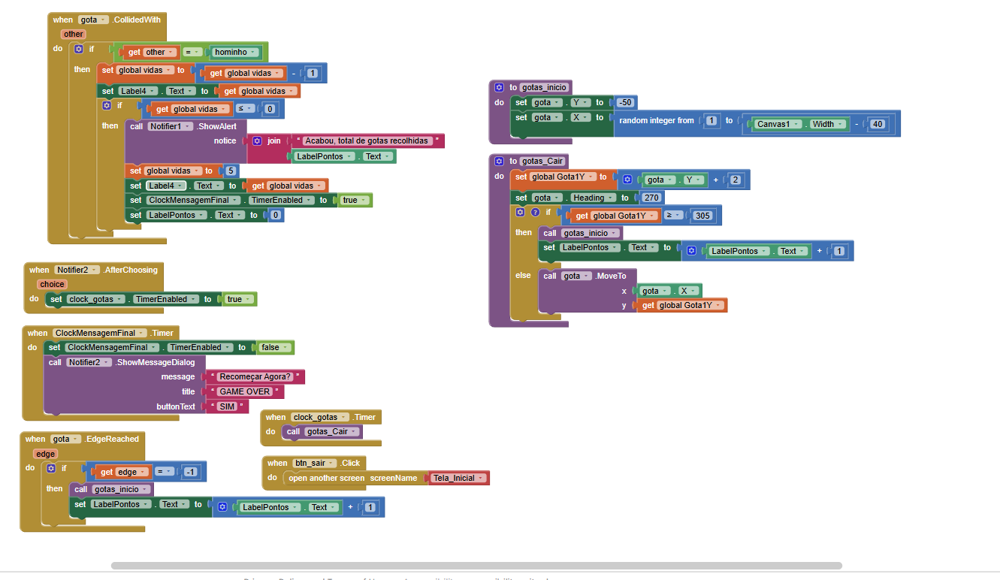 when gota .CollidedWith
other
do if get other = hominho
then set global vidas to get global vidas - 1
set Label4 . Text to get global vidas
if get global vidas ≤ 0
then call Notifier1 .ShowAlert
notice join " Acabou, total de gotas recolhidas "
LabelPontos . Text
set global vidas to 5
set Label4 . Text to get global vidas
set ClockMensagemFinal . TimerEnabled to true
set LabelPontos . Text to 0
when Notifier2 .AfterChoosing
choice
do set clock_gotas . TimerEnabled to true
when ClockMensagemFinal .Timer
do set ClockMensagemFinal . TimerEnabled to false
call Notifier2 .ShowMessageDialog
message " Recomeçar Agora? "
title " GAME OVER "
buttonText " SIM "
when clock_gotas .Timer
do call gotas_Cair
when gota .EdgeReached
edge
do if get edge = -1
then call gotas_inicio
set LabelPontos . Text to LabelPontos . Text + 1
when btn_sair .Click
do open another screen screenName Tela_Inicial
to gotas_inicio
do set gota . Y to -50
set gota . X to random integer from 1 to Canvas1 . Width - 40
to gotas_Cair
do set global Gota1Y to gota . Y + 2
set gota . Heading to 270
? if get global Gota1Y ≥ 305
then call gotas_inicio
set LabelPontos . Text to LabelPontos . Text + 1
else call gota .MoveTo
x gota . X
y get global Gota1Y